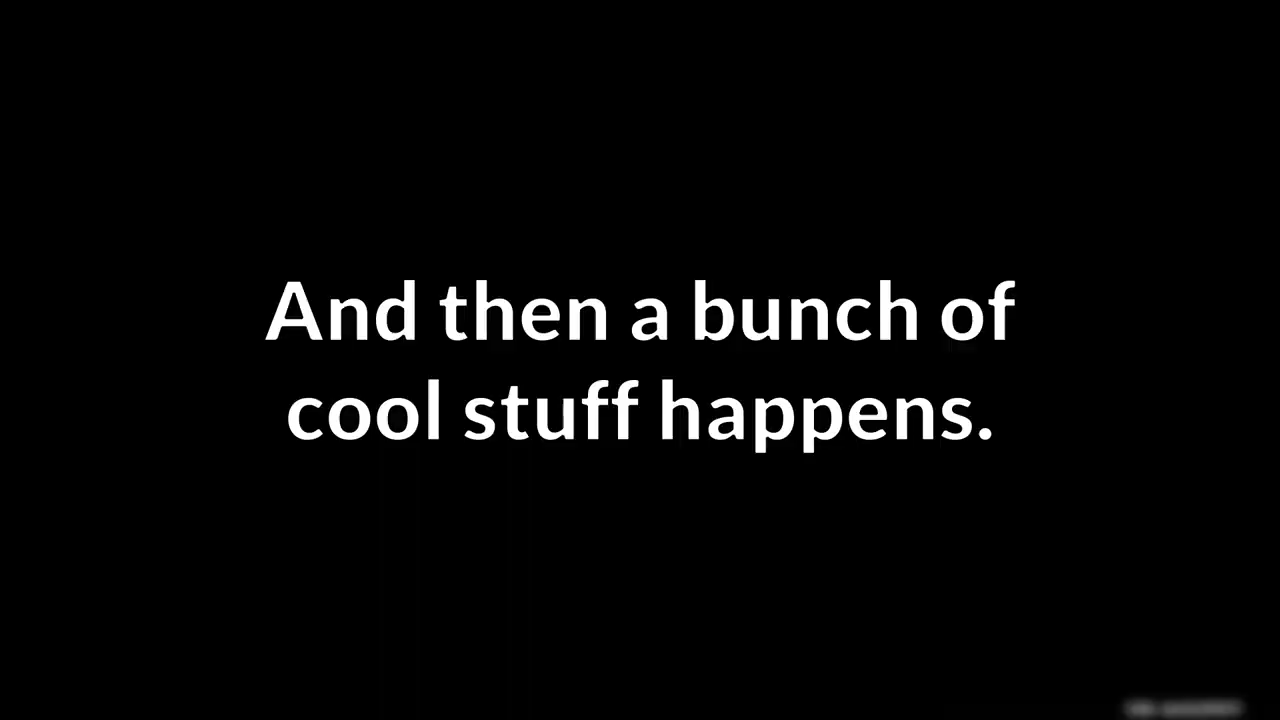 And then a bunch of
cool stuff happens.